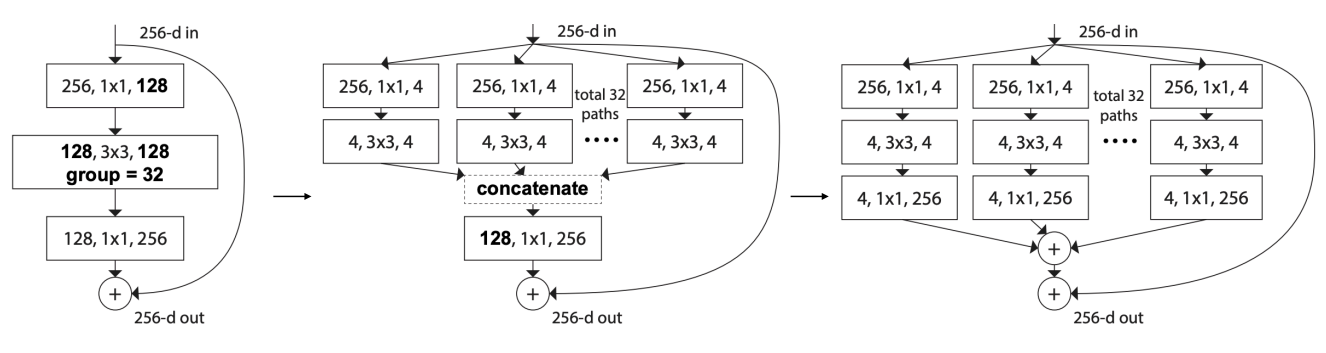 256-d in
256, 1x1, 128
128, 3x3, 128
group = 32
128, 1x1, 256
+
256-d out
256-d in
256, 1x1, 4
256, 1x1, 4
total 32
paths
256, 1x1, 4
4, 3x3, 4
4, 3x3, 4
4, 3x3, 4
concatenate
128, 1x1, 256
+
256-d out
256-d in
256, 1x1, 4
256, 1x1, 4
total 32
paths
256, 1x1, 4
4, 3x3, 4
4, 3x3, 4
4, 3x3, 4
4, 1x1, 256
4, 1x1, 256
4, 1x1, 256
+
+
256-d out